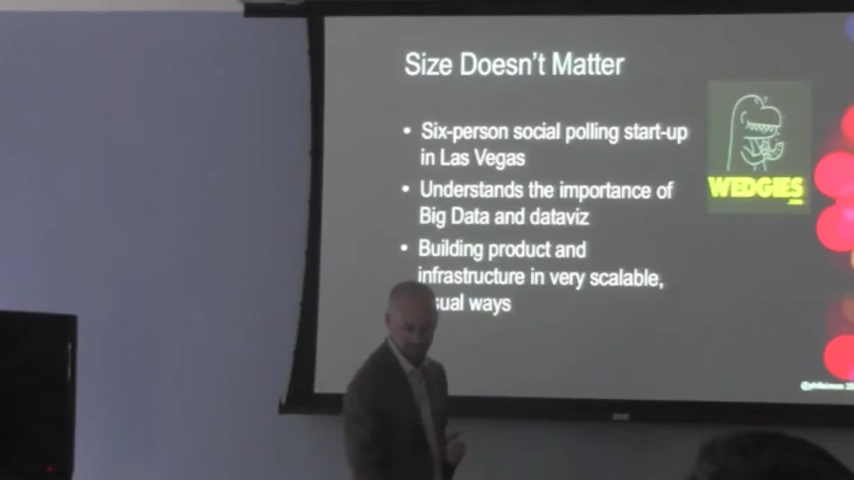 Size Doesn't Matter
• Six-person social polling start-up
in Las Vegas
• Understands the importance of
Big Data and dataviz
• Building product and
infrastructure in very scalable,
sual ways
WEDGIES